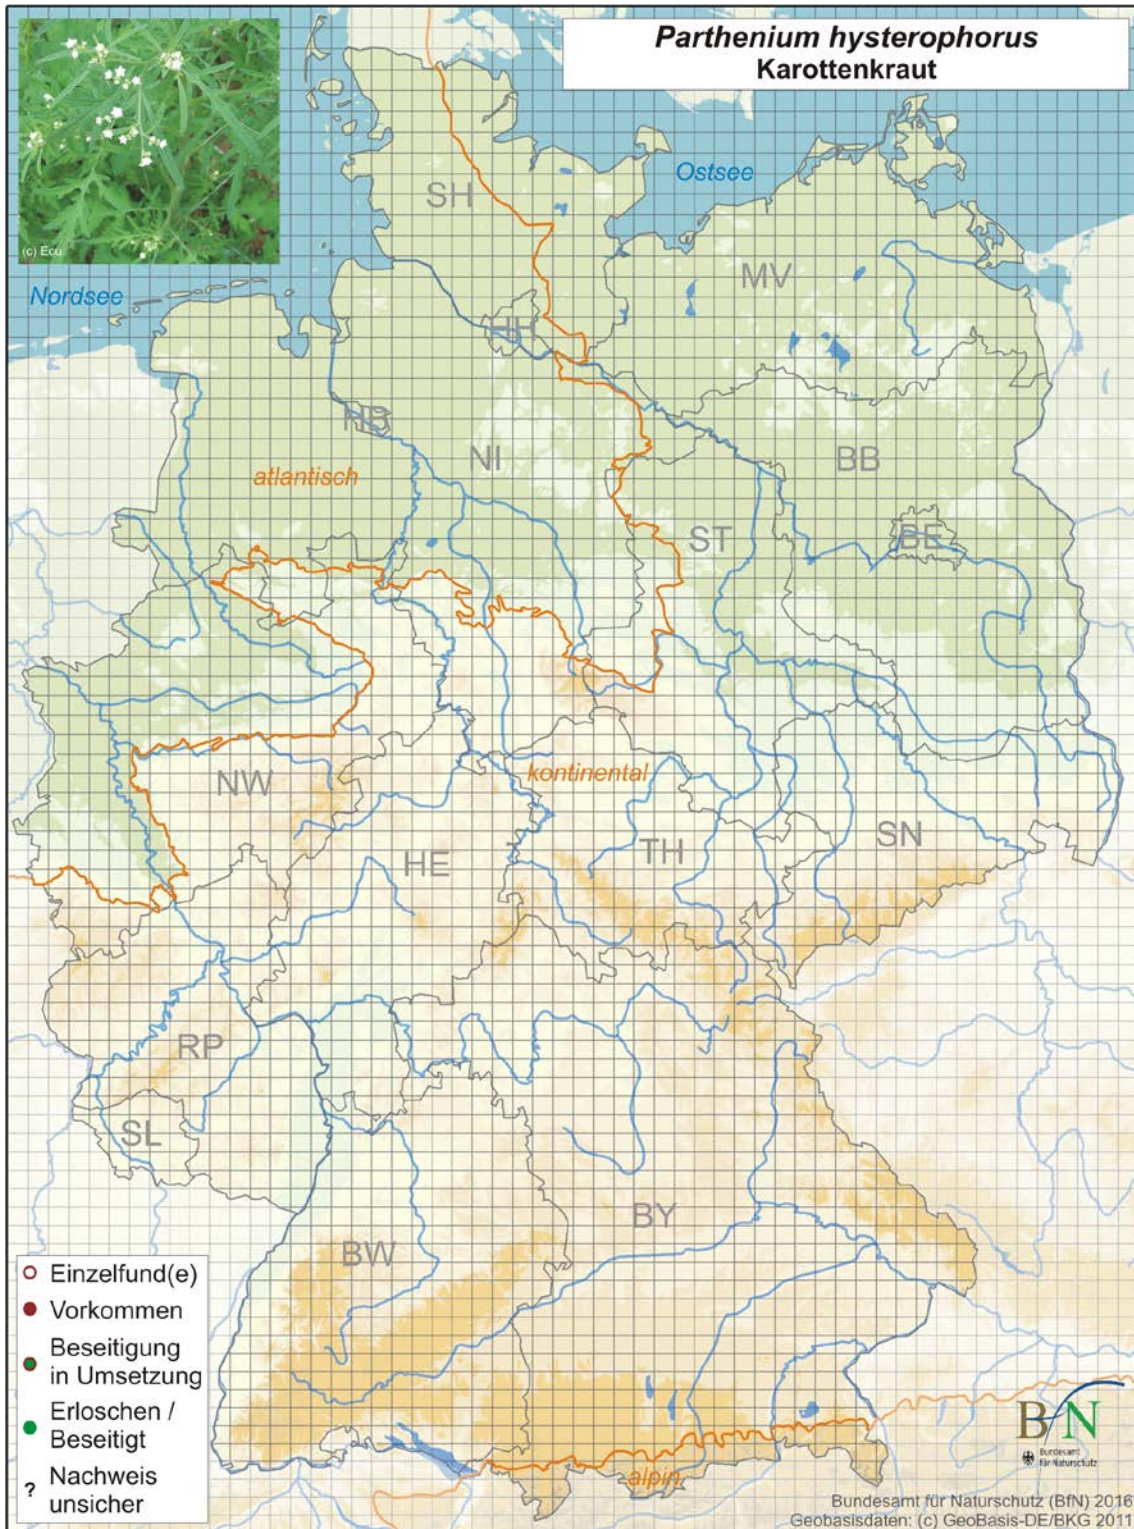 Parthenium hysterophorus
Karottenkraut
(c) Ecu
Ostsee
Nordsee
SH
MV
HH
HB
NI
BB
atlantisch
ST
BE
NW
kontinental
HE
TH
SN
RP
SL
BY
BW
alpin
Einzelfund(e)
Vorkommen
Beseitigung
in Umsetzung
Erloschen /
Beseitigt
? Nachweis
unsicher
BfN
Bundesamt
für Naturschutz
Bundesamt für Naturschutz (BfN) 2016
Geobasisdaten: (c) GeoBasis-DE/BKG 2011